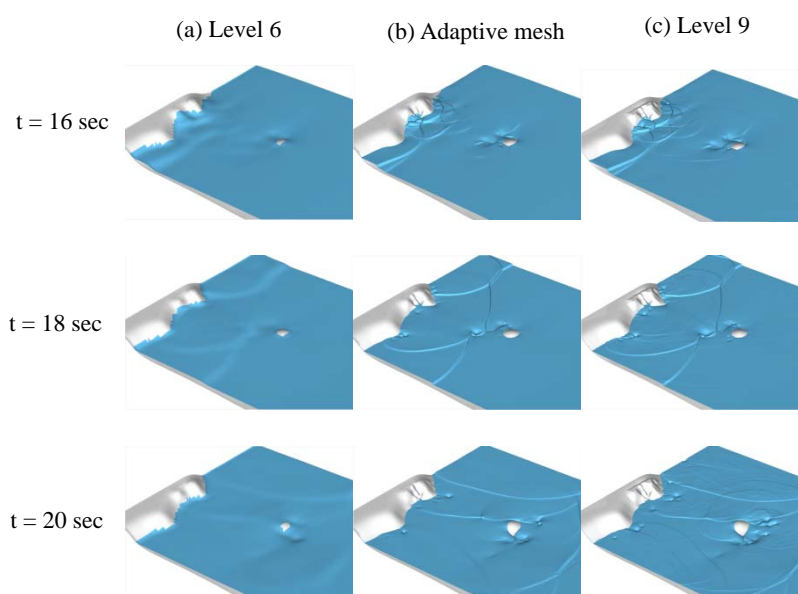 (a) Level 6
(b) Adaptive mesh
(c) Level 9
t = 16 sec
t = 18 sec
t = 20 sec